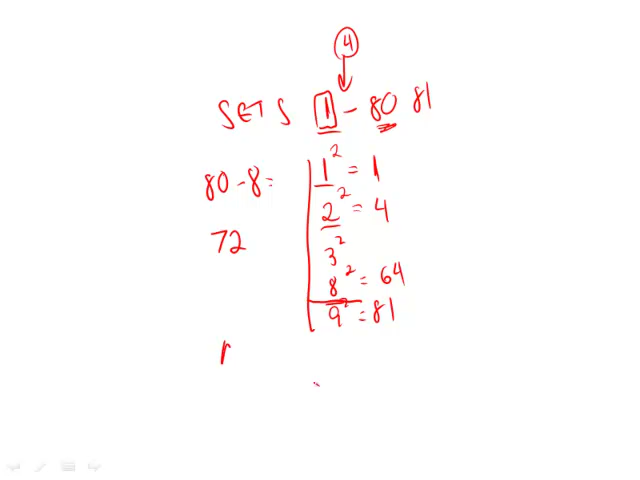 4
SETS 1 - 80 81
1² = 1
80 - 8 =
2² = 4
72
3²
8² = 64
9² = 81